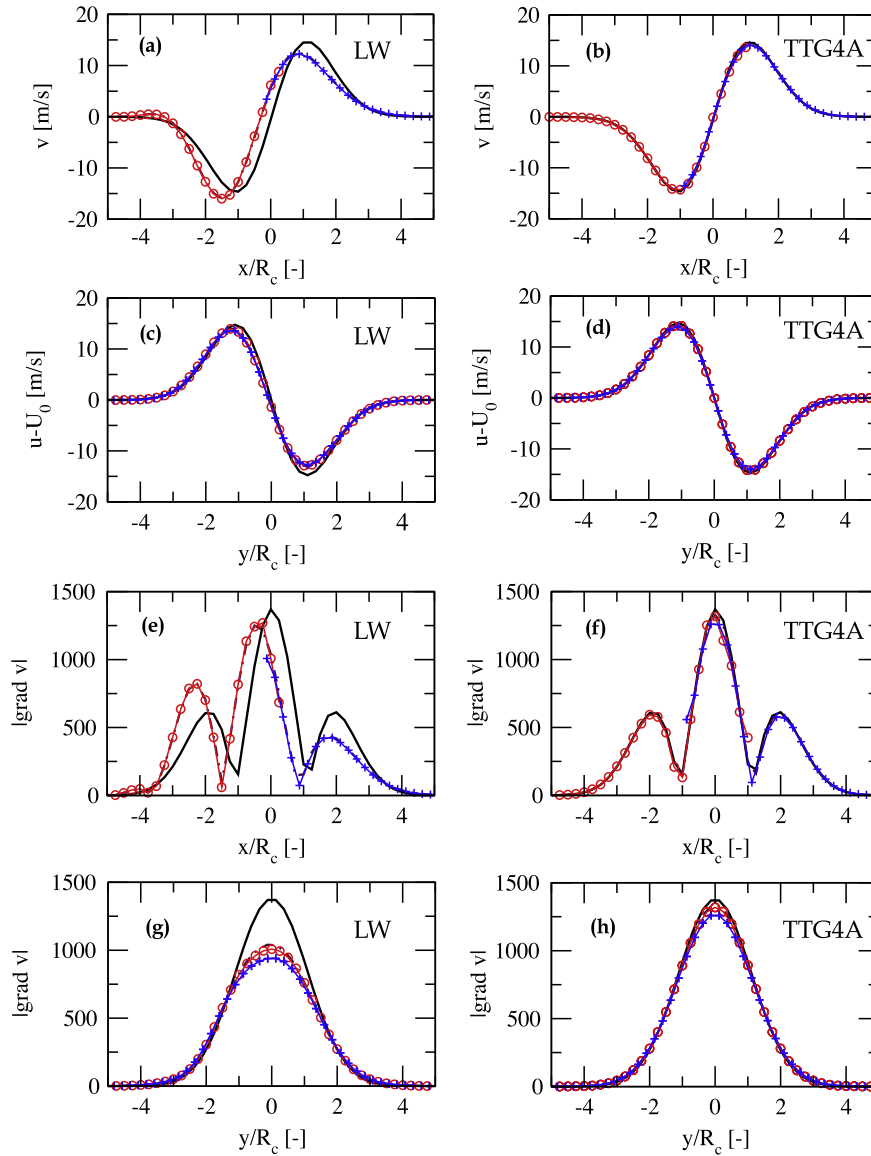 (a) LW
20
10
0
-10
-20
v [m/s]
-4 -2 0 2 4
x/R_c [-]
(b) TTG4A
20
10
0
-10
-20
v [m/s]
-4 -2 0 2 4
x/R_c [-]
(c) LW
20
10
0
-10
-20
u-U_0 [m/s]
-4 -2 0 2 4
y/R_c [-]
(d) TTG4A
20
10
0
-10
-20
u-U_0 [m/s]
-4 -2 0 2 4
y/R_c [-]
(e) LW
1500
1000
500
0
|grad v|
-4 -2 0 2 4
x/R_c [-]
(f) TTG4A
1500
1000
500
0
|grad v|
-4 -2 0 2 4
x/R_c [-]
(g) LW
1500
1000
500
0
|grad v|
-4 -2 0 2 4
y/R_c [-]
(h) TTG4A
1500
1000
500
0
|grad v|
-4 -2 0 2 4
y/R_c [-]